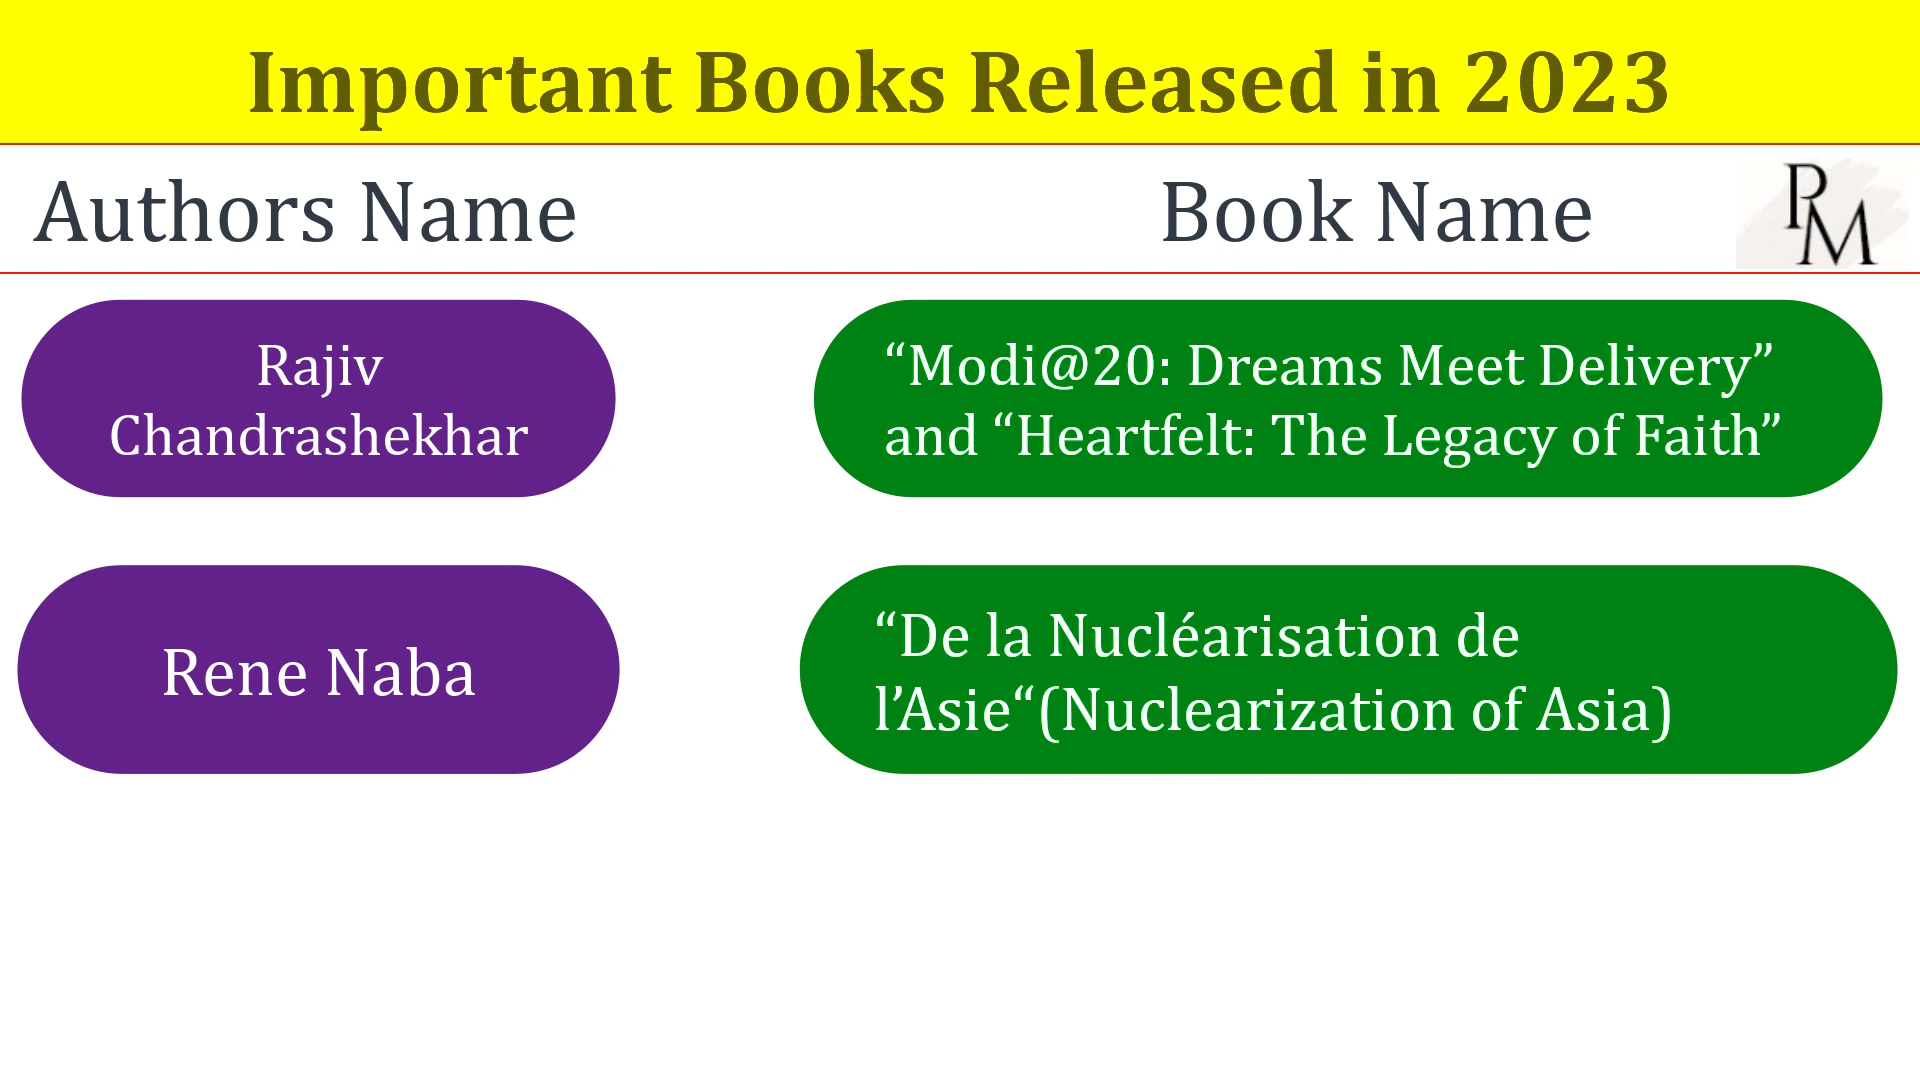 Important Books Released in 2023
Authors Name
Book Name
PM
Rajiv
Chandrashekhar
“Modi@20: Dreams Meet Delivery”
and “Heartfelt: The Legacy of Faith”
Rene Naba
“De la Nucléarisation de
l’Asie“(Nuclearization of Asia)